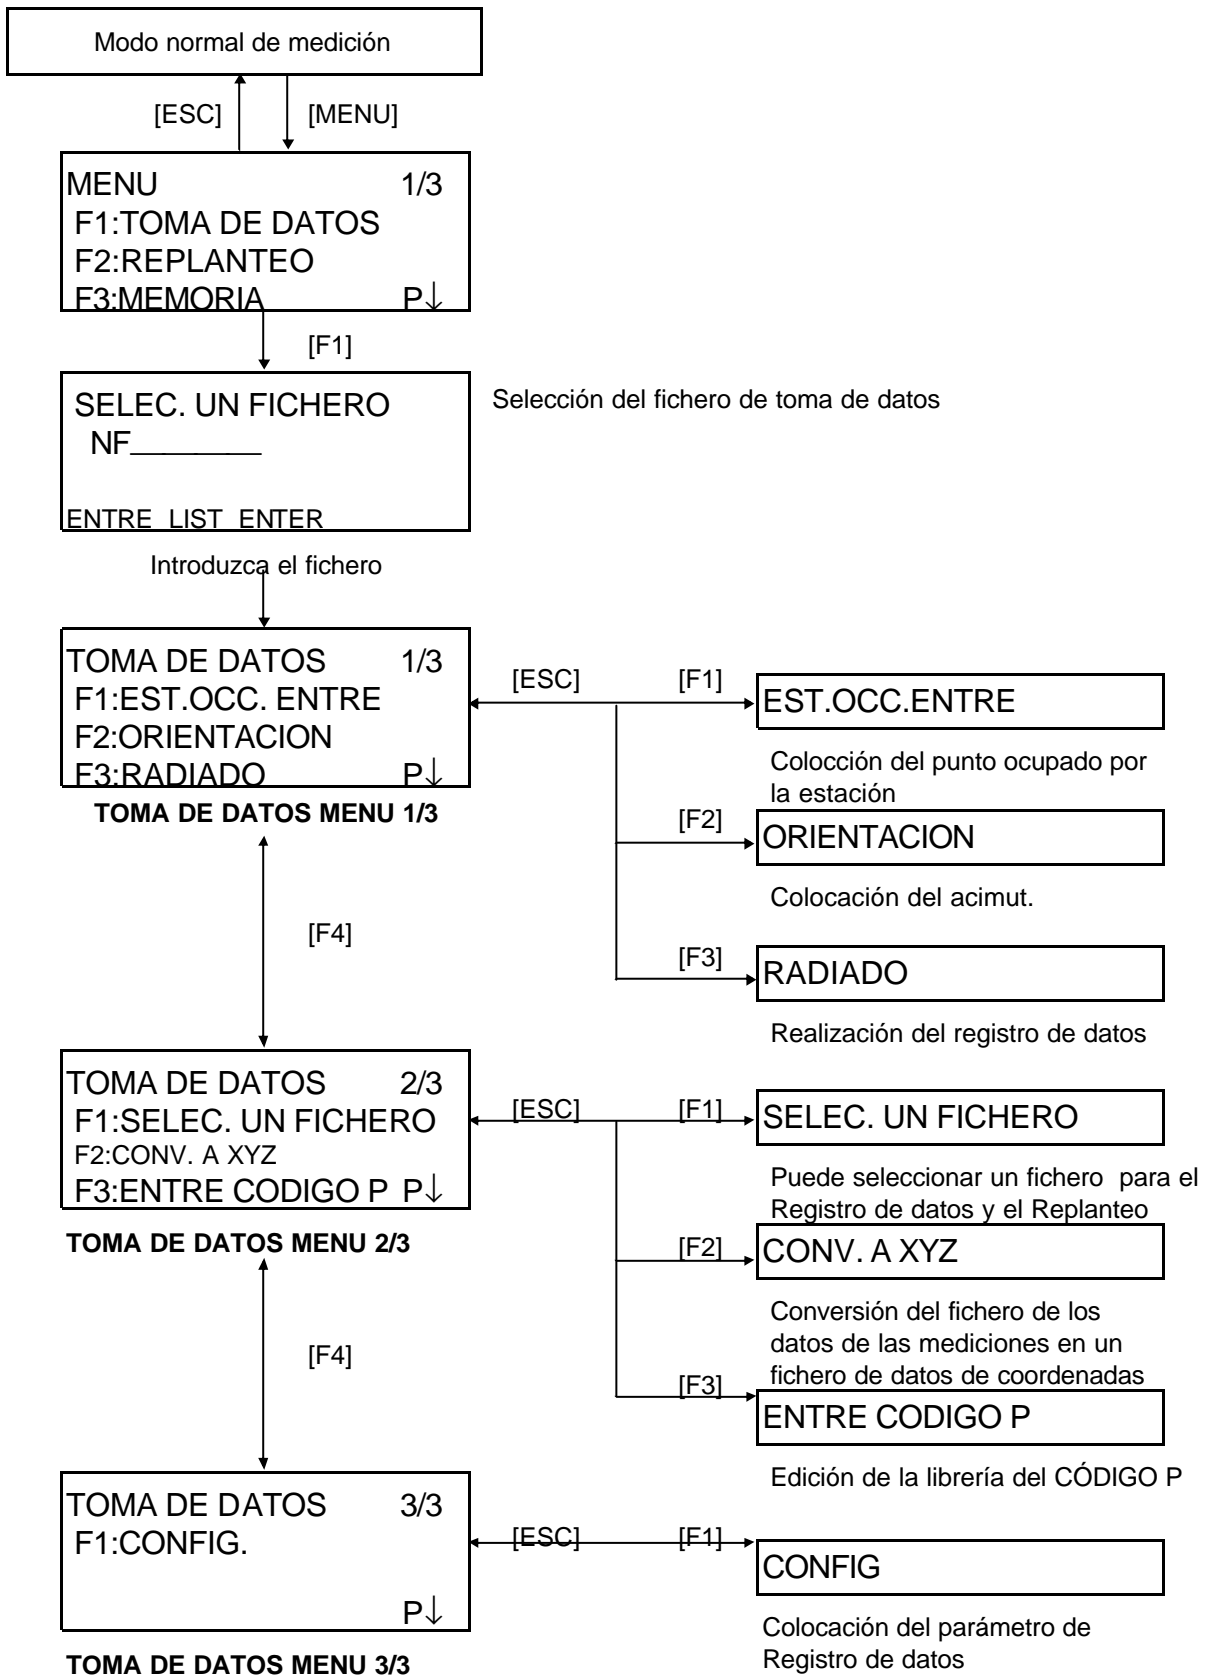 Modo normal de medición
[ESC] [MENU]
MENU 1/3
F1:TOMA DE DATOS
F2:REPLANTEO
F3:MEMORIA P↓
[F1]
SELEC. UN FICHERO
NF________
ENTRE LIST ENTER
Selección del fichero de toma de datos
Introduzca el fichero
TOMA DE DATOS 1/3
F1:EST.OCC. ENTRE
F2:ORIENTACION
F3:RADIADO P↓
TOMA DE DATOS MENU 1/3
[ESC] [F1]
EST.OCC.ENTRE
Colocción del punto ocupado por
la estación
[F2]
ORIENTACION
Colocación del acimut.
[F4]
[F3]
RADIADO
Realización del registro de datos
TOMA DE DATOS 2/3
F1:SELEC. UN FICHERO
F2:CONV. A XYZ
F3:ENTRE CODIGO P P↓
TOMA DE DATOS MENU 2/3
[ESC] [F1]
SELEC. UN FICHERO
Puede seleccionar un fichero para el
Registro de datos y el Replanteo
[F2]
CONV. A XYZ
Conversión del fichero de los
datos de las mediciones en un
fichero de datos de coordenadas
[F4]
[F3]
ENTRE CODIGO P
Edición de la librería del CÓDIGO P
TOMA DE DATOS 3/3
F1:CONFIG.
P↓
TOMA DE DATOS MENU 3/3
[ESC] [F1]
CONFIG
Colocación del parámetro de
Registro de datos